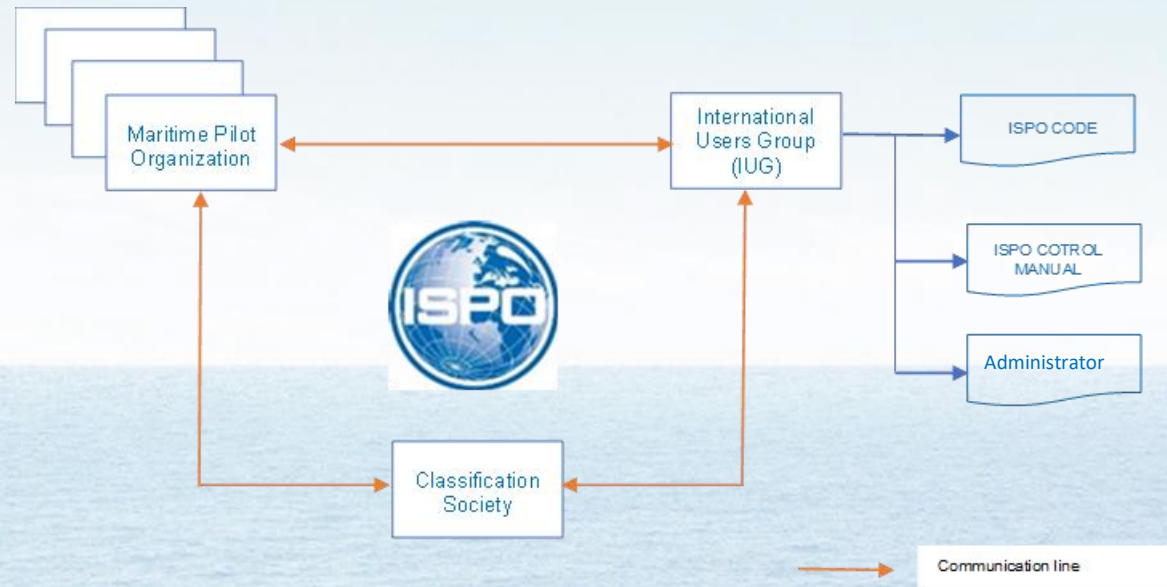 Maritime Pilot
Organization
International
Users Group
(IUG)
ISPO CODE
ISPO COTROL
MANUAL
Administrator
ISPO
Classification
Society
Communication line